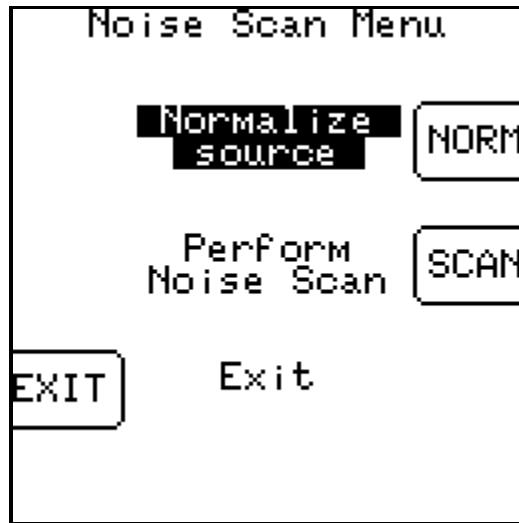 Noise Scan Menu
Normalize
source
NORM
Perform
Noise Scan
SCAN
EXIT
Exit